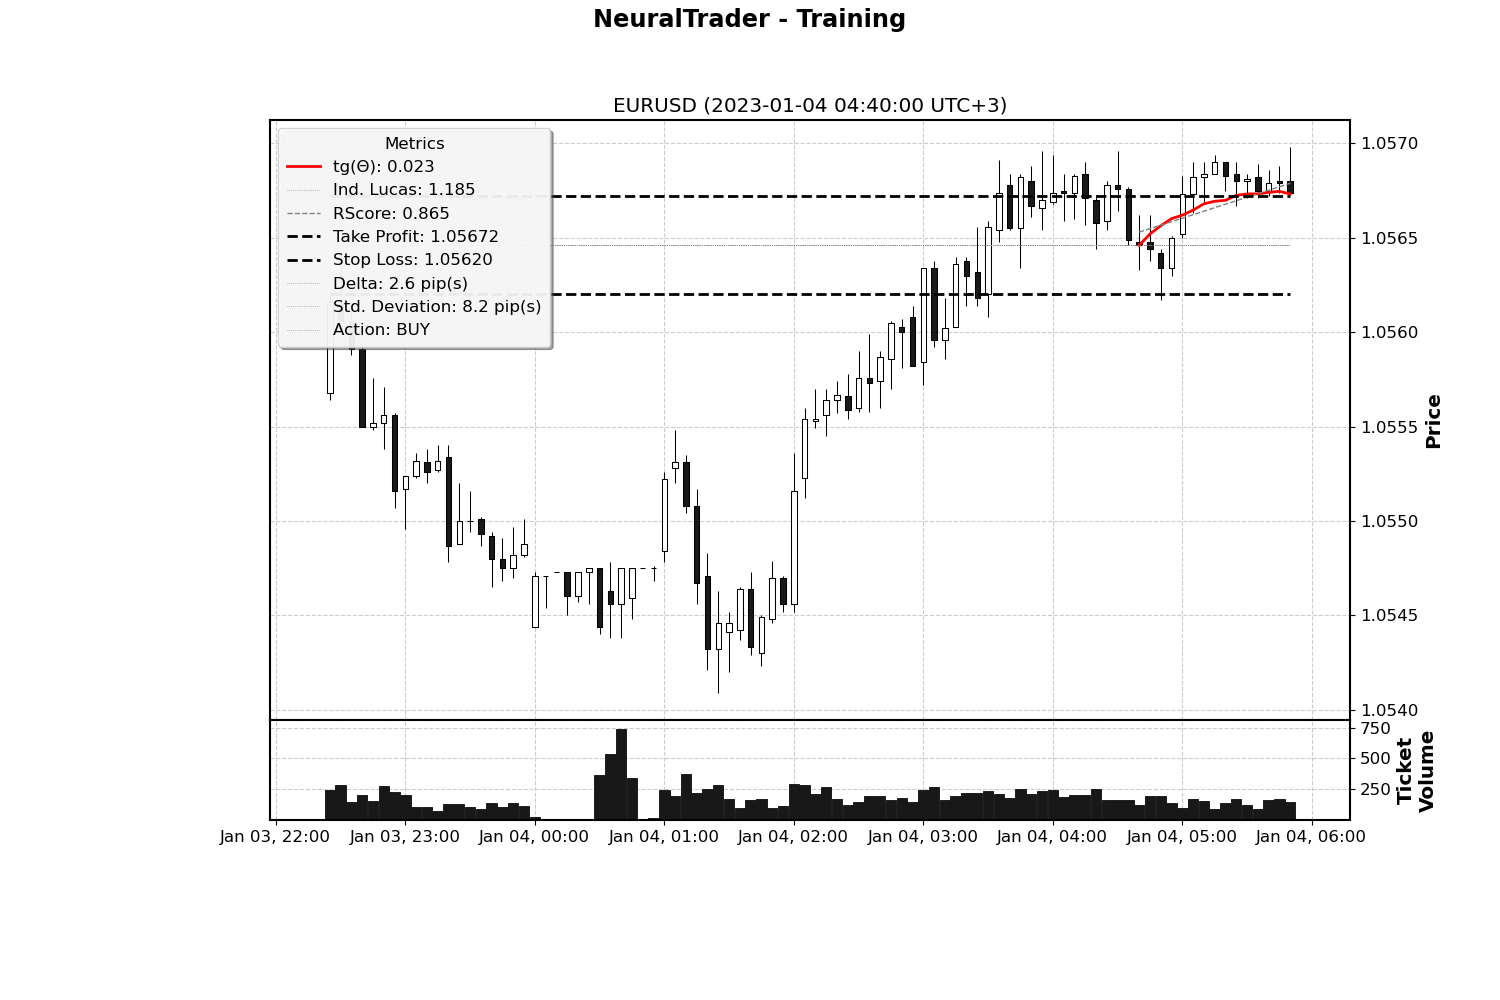 NeuralTrader - Training
EURUSD (2023-01-04 04:40:00 UTC+3)
Metrics
tg(Θ): 0.023
Ind. Lucas: 1.185
RScore: 0.865
Take Profit: 1.05672
Stop Loss: 1.05620
Delta: 2.6 pip(s)
Std. Deviation: 8.2 pip(s)
Action: BUY
1.0570
1.0565
1.0560
1.0555
1.0550
1.0545
1.0540
Price
750
500
250
Ticket
Volume
Jan 03, 22:00
Jan 03, 23:00
Jan 04, 00:00
Jan 04, 01:00
Jan 04, 02:00
Jan 04, 03:00
Jan 04, 04:00
Jan 04, 05:00
Jan 04, 06:00